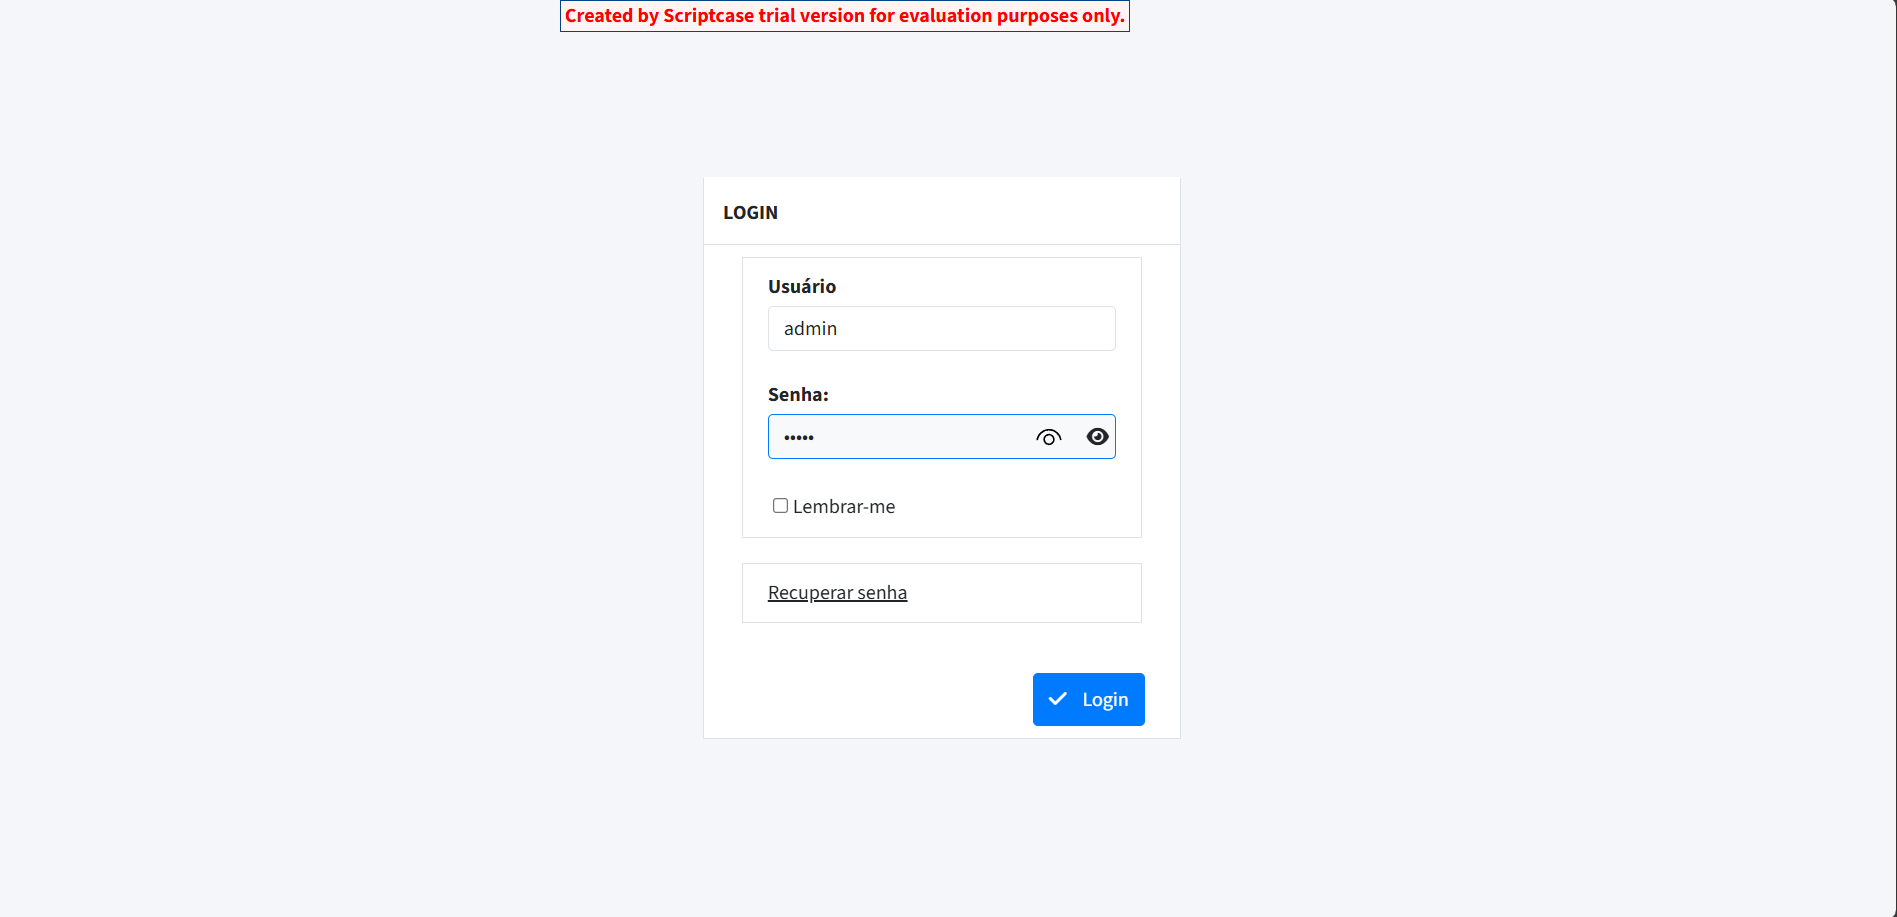 Created by Scriptcase trial version for evaluation purposes only.
LOGIN
Usuário
admin
Senha:
•••••
Lembrar-me
Recuperar senha
Login